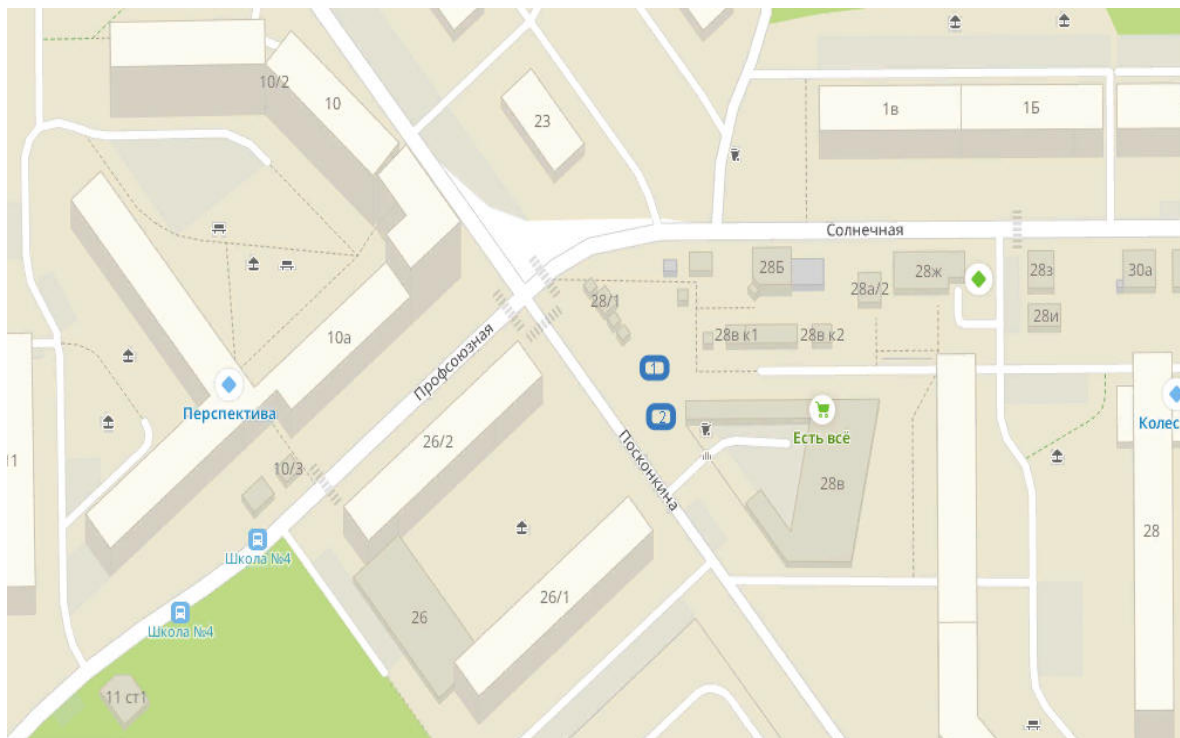 10/2
10
23
1в
1Б
Солнечная
28Б
28а/2
28ж
28з
30а
28/1
28и
10а
Профсоюзная
28в к1
28в к2
1
Перспектива
2
Есть всё
Колес
26/2
Посконкина
11
10/3
28в
28
Школа №4
26/1
26
Школа №4
11 ст1